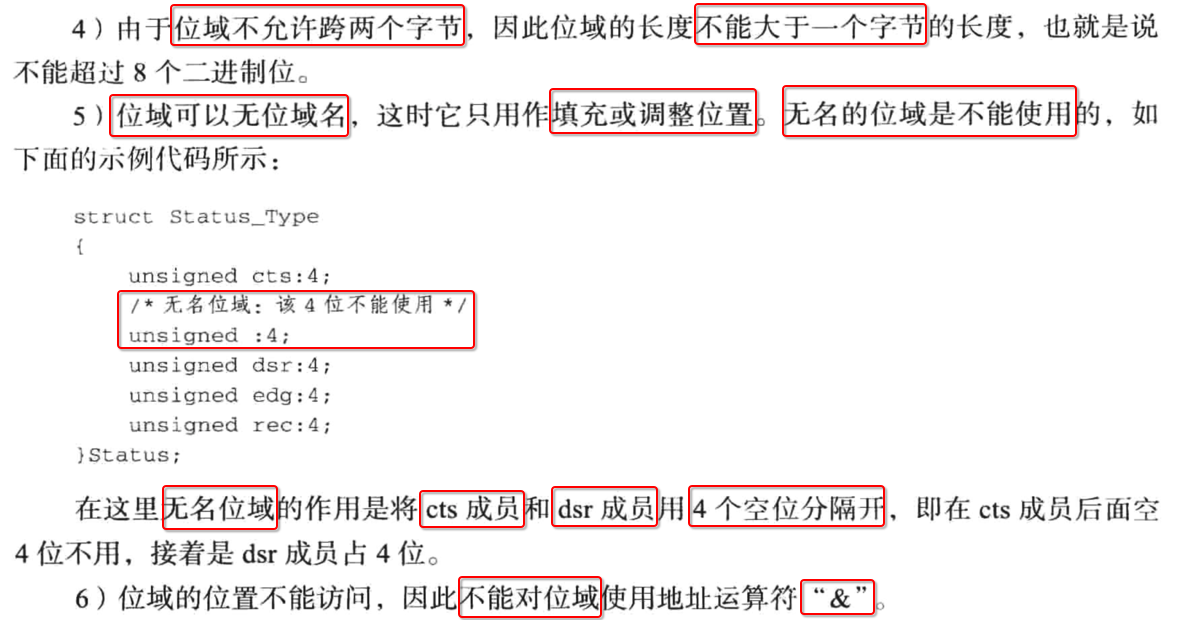 4）由于位域不允许跨两个字节，因此位域的长度不能大于一个字节的长度，也就是说
不能超过 8 个二进制位。
5）位域可以无位域名，这时它只用作填充或调整位置。无名的位域是不能使用的，如
下面的示例代码所示：
struct Status_Type
{
unsigned cts:4;
/* 无名位域：该 4 位不能使用 */
unsigned :4;
unsigned dsr:4;
unsigned edg:4;
unsigned rec:4;
}Status;
在这里无名位域的作用是将 cts 成员和 dsr 成员用 4 个空位分隔开，即在 cts 成员后面空
4 位不用，接着是 dsr 成员占 4 位。
6）位域的位置不能访问，因此不能对位域使用地址运算符“&”。